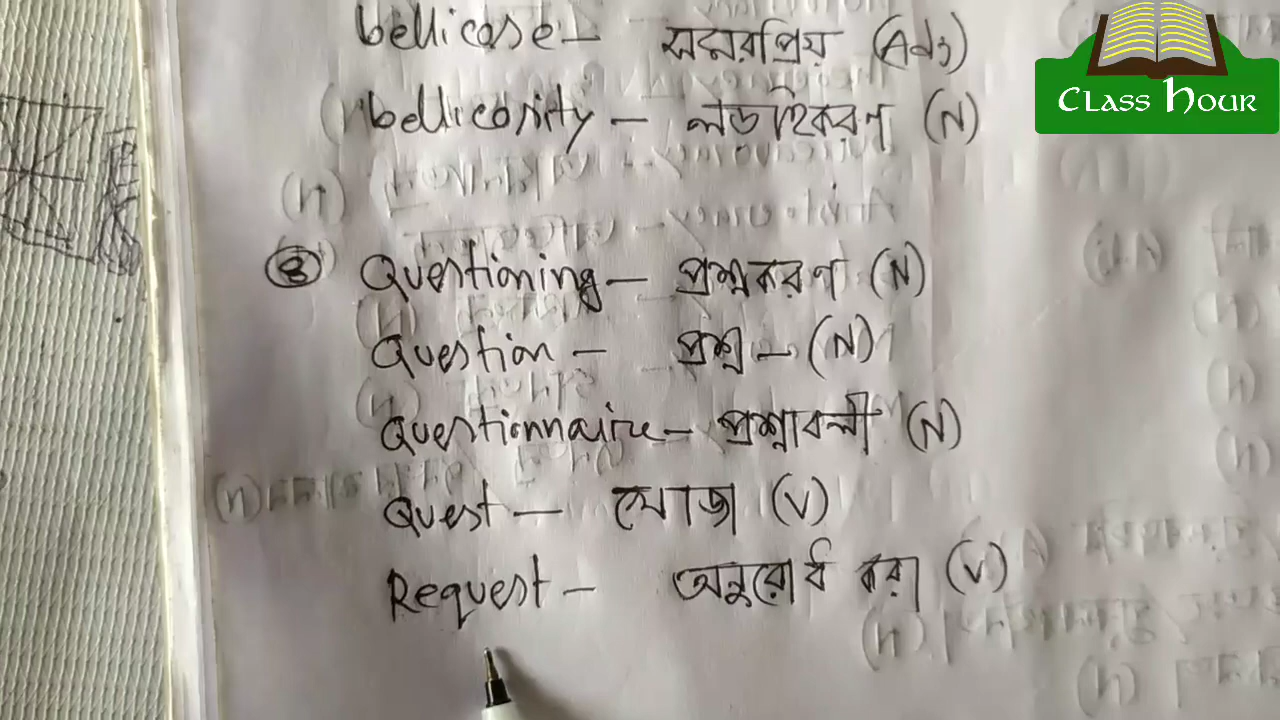 bellicose – সমরপ্রিয় (Adj)
bellicosity – লড়াইকরণ (N)
CLASS HOUR
৪ Questioning – প্রশ্নকরণ (N)
Question – প্রশ্ন – (N)
Questionnaire – প্রশ্নাবলী (N)
Quest – খোজা (V)
Request – অনুরোধ করা (V)